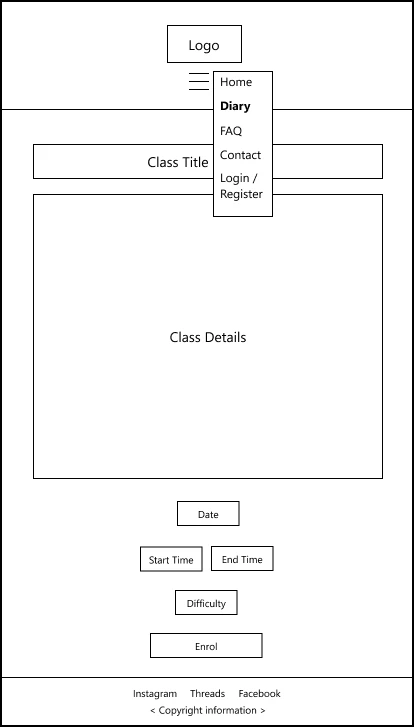 Logo
Home
Diary
FAQ
Contact
Login /
Register
Class Title
Class Details
Date
Start Time
End Time
Difficulty
Enrol
Instagram Threads Facebook
< Copyright information >